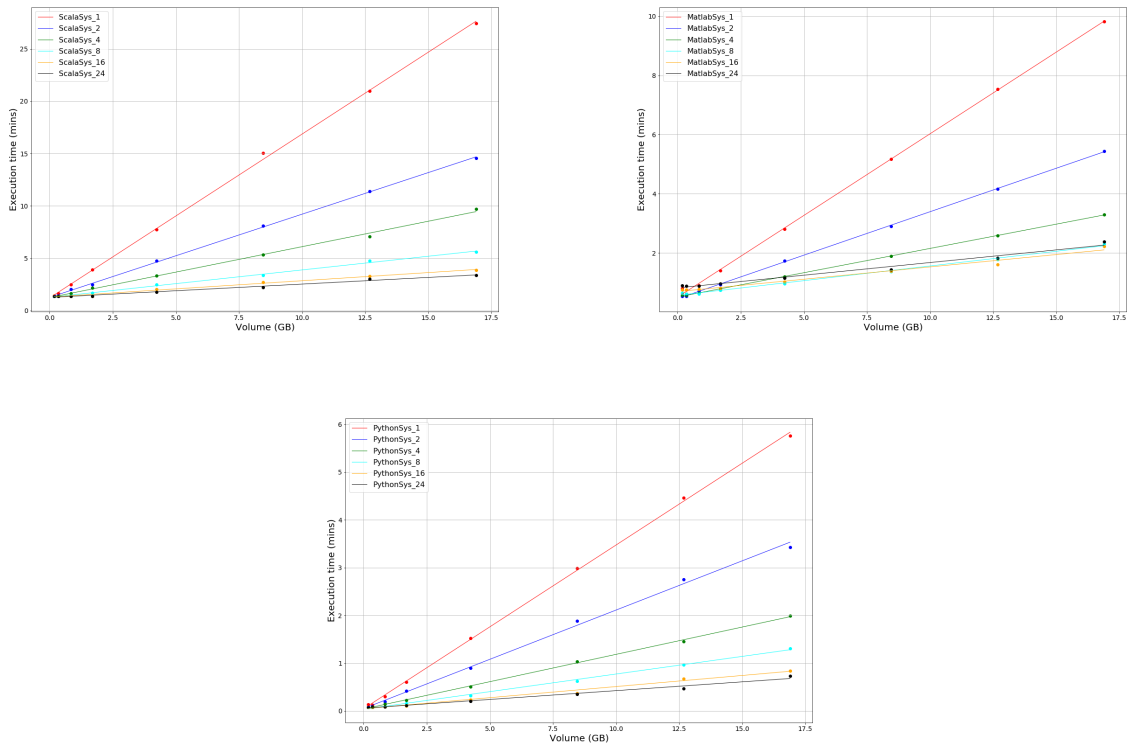 ScalaSys_1
ScalaSys_2
ScalaSys_4
ScalaSys_8
ScalaSys_16
ScalaSys_24
25
20
15
10
5
0
Execution time (mins)
0.0 2.5 5.0 7.5 10.0 12.5 15.0 17.5
Volume (GB)
MatlabSys_1
MatlabSys_2
MatlabSys_4
MatlabSys_8
MatlabSys_16
MatlabSys_24
10
8
6
4
2
Execution time (mins)
0.0 2.5 5.0 7.5 10.0 12.5 15.0 17.5
Volume (GB)
PythonSys_1
PythonSys_2
PythonSys_4
PythonSys_8
PythonSys_16
PythonSys_24
6
5
4
3
2
1
0
Execution time (mins)
0.0 2.5 5.0 7.5 10.0 12.5 15.0 17.5
Volume (GB)